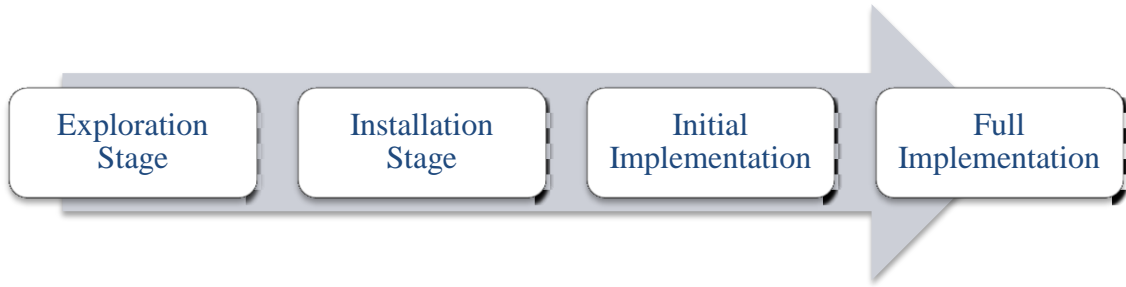 Exploration
Stage
Installation
Stage
Initial
Implementation
Full
Implementation